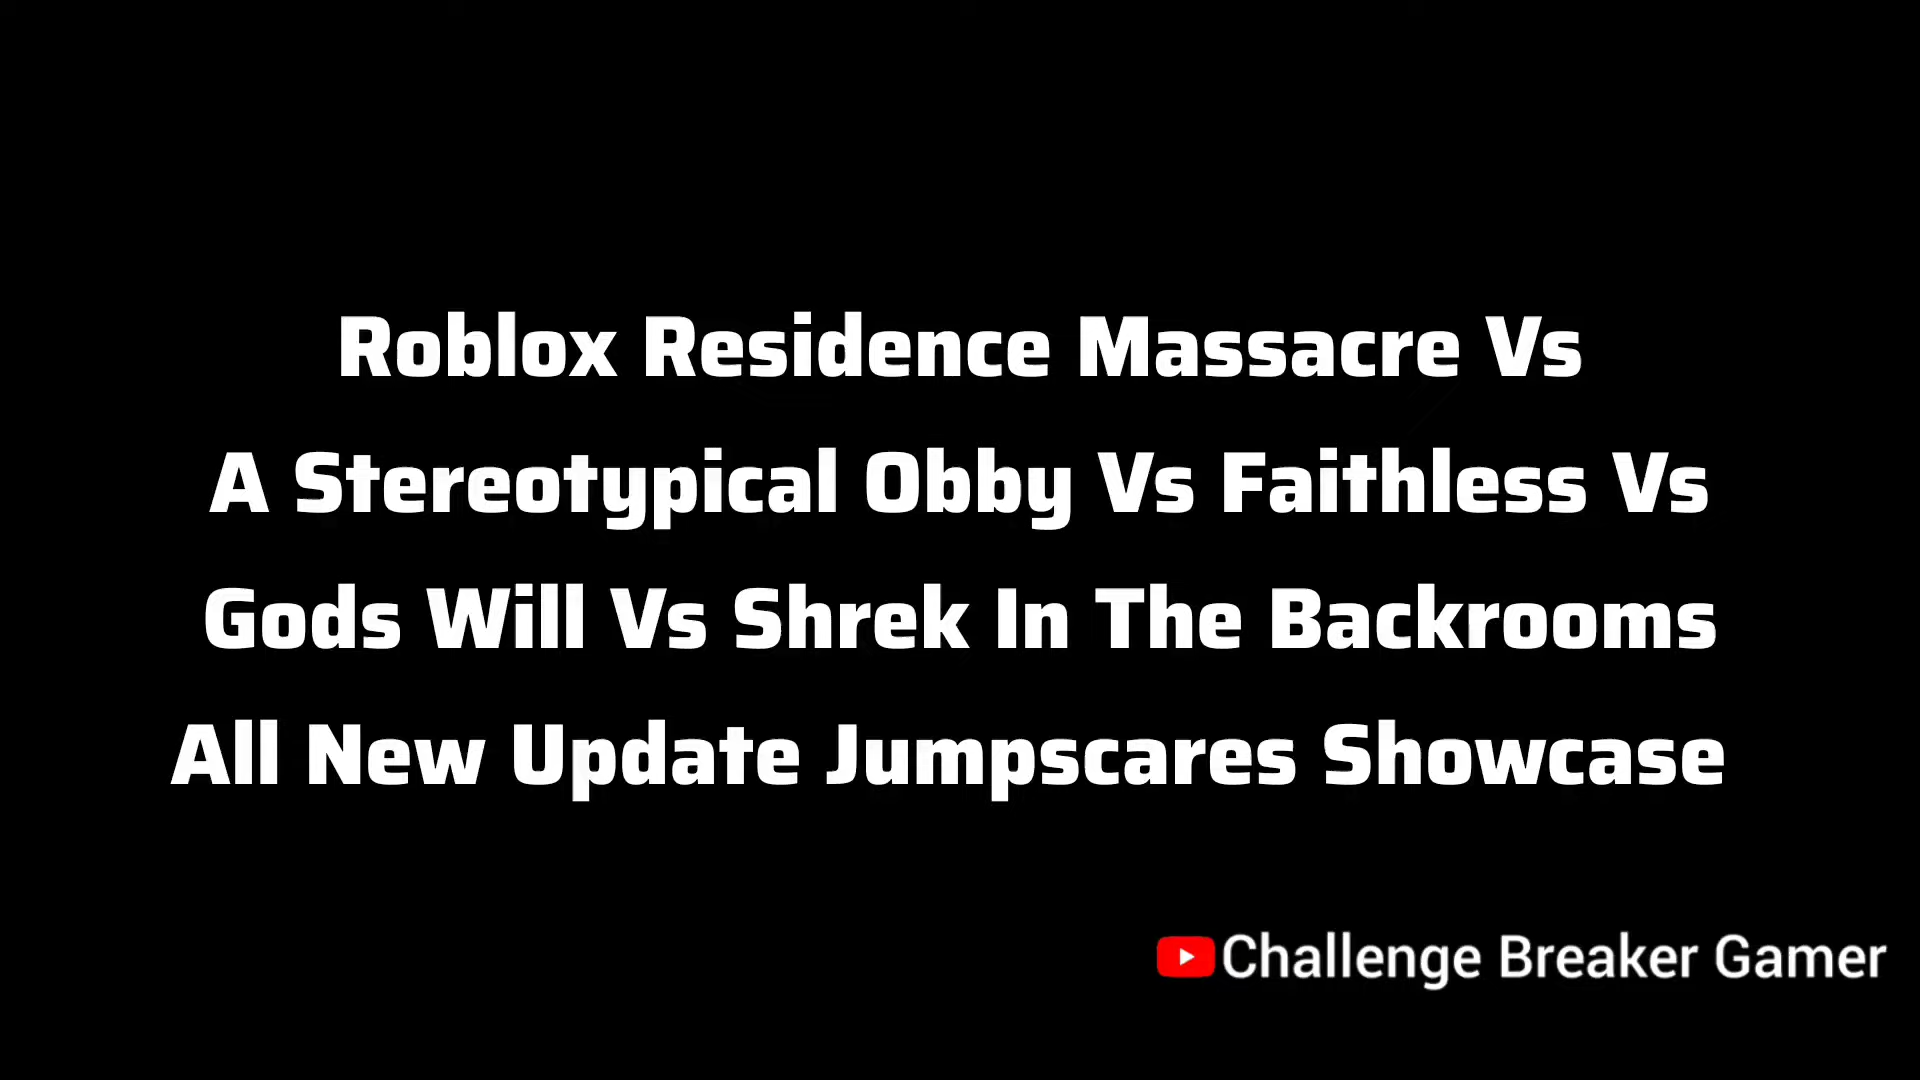 Roblox Residence Massacre Vs
A Stereotypical Obby Vs Faithless Vs
Gods Will Vs Shrek In The Backrooms
All New Update Jumpscares Showcase
Challenge Breaker Gamer